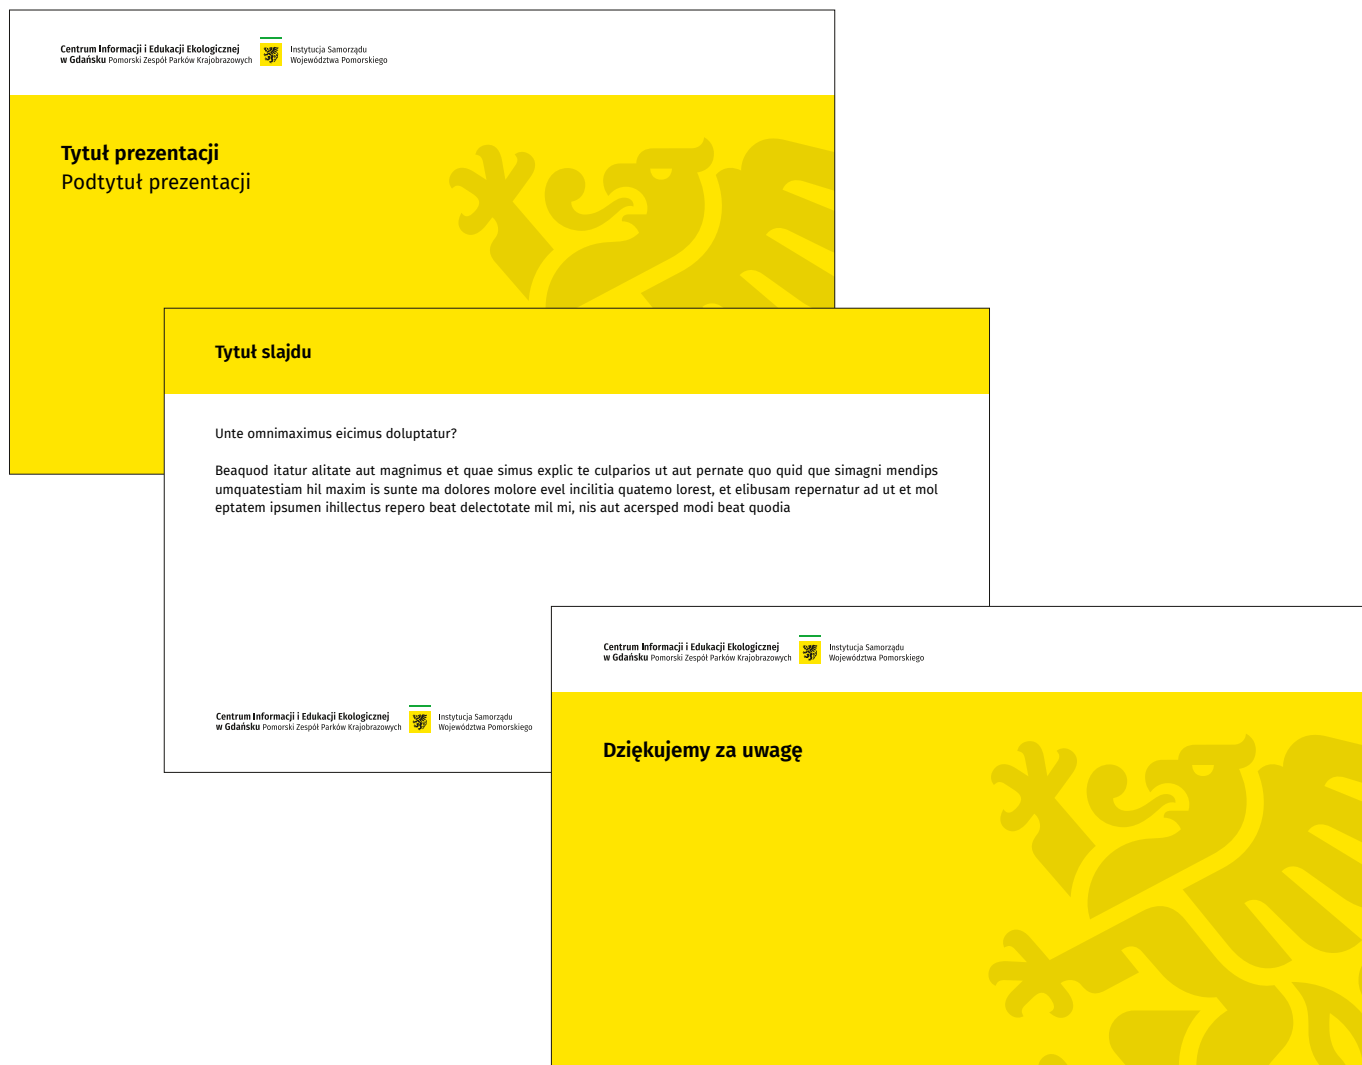 Centrum Informacji i Edukacji Ekologicznej
w Gdańsku Pomorski Zespół Parków Krajobrazowych
Instytucja Samorządu
Województwa Pomorskiego
Tytuł prezentacji
Podtytuł prezentacji
Tytuł slajdu
Unte omnimaximus eicimus doluptatur?
Beaquod itatur alitate aut magnimus et quae simus explic te culparios ut aut pernate quo quid que simagni mendips
umquatestiam hil maxim is sunte ma dolores molore evel incilitia quatemo lorest, et elibusam repernatur ad ut et mol
eptatem ipsumen ihillectus repero beat delectotate mil mi, nis aut acersped modi beat quodia
Centrum Informacji i Edukacji Ekologicznej
w Gdańsku Pomorski Zespół Parków Krajobrazowych
Instytucja Samorządu
Województwa Pomorskiego
Centrum Informacji i Edukacji Ekologicznej
w Gdańsku Pomorski Zespół Parków Krajobrazowych
Instytucja Samorządu
Województwa Pomorskiego
Dziękujemy za uwagę